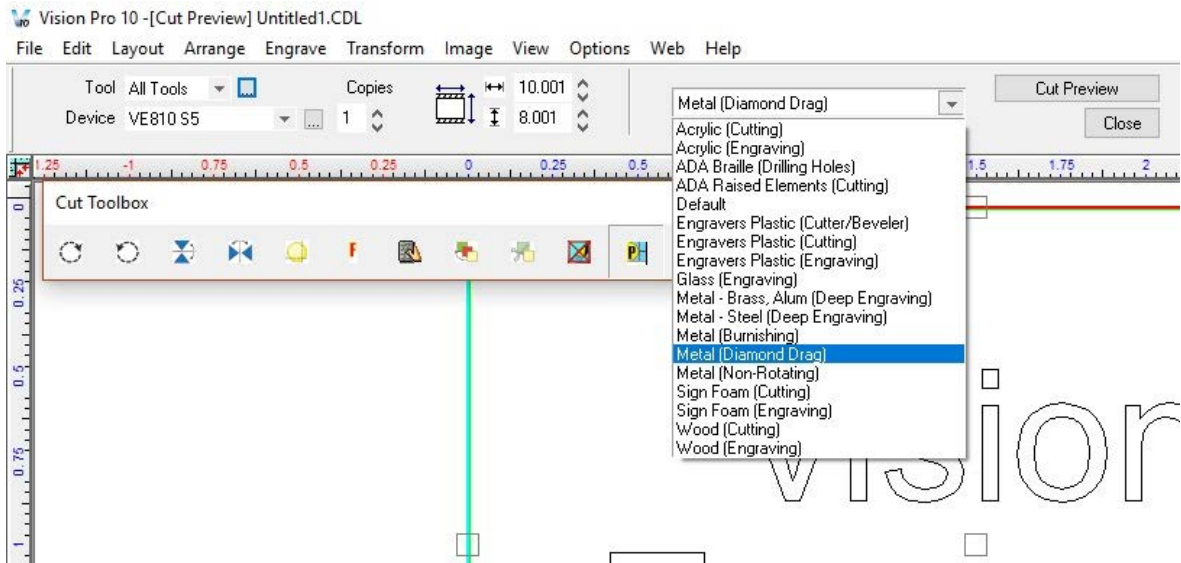 Vision Pro 10 -[Cut Preview] Untitled1.CDL
File Edit Layout Arrange Engrave Transform Image View Options Web Help
Tool All Tools Copies 10.001 Cut Preview
Device VE810 S5 ... 1 8.001 Close
Metal (Diamond Drag)
Acrylic (Cutting)
Acrylic (Engraving)
ADA Braille (Drilling Holes)
ADA Raised Elements (Cutting)
Default
Engravers Plastic (Cutter/Beveler)
Engravers Plastic (Cutting)
Engravers Plastic (Engraving)
Glass (Engraving)
Metal - Brass, Alum (Deep Engraving)
Metal - Steel (Deep Engraving)
Metal (Burnishing)
Metal (Diamond Drag)
Metal (Non-Rotating)
Sign Foam (Cutting)
Sign Foam (Engraving)
Wood (Cutting)
Wood (Engraving)
1.25 -1 0.75 0.5 0.25 0 0.25 0.5 1.5 1.75 2
Cut Toolbox
F P
0
0.25
0.5
0.75
1
vision